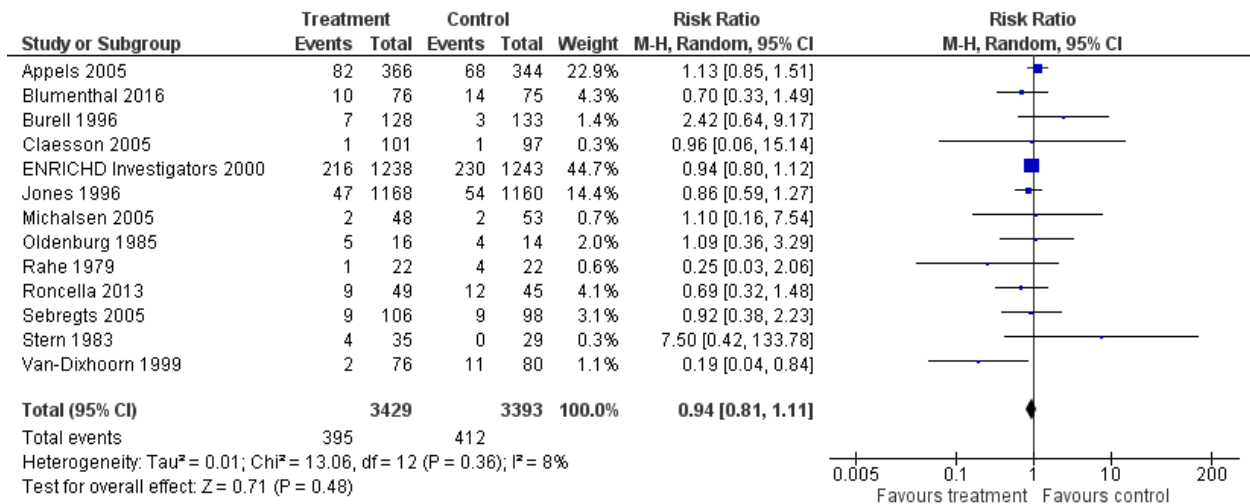 Treatment Control Risk Ratio Risk Ratio
Study or Subgroup Events Total Events Total Weight M-H, Random, 95% CI M-H, Random, 95% CI
Appels 2005 82 366 68 344 22.9% 1.13 [0.85, 1.51]
Blumenthal 2016 10 76 14 75 4.3% 0.70 [0.33, 1.49]
Burell 1996 7 128 3 133 1.4% 2.42 [0.64, 9.17]
Claesson 2005 1 101 1 97 0.3% 0.96 [0.06, 15.14]
ENRICHD Investigators 2000 216 1238 230 1243 44.7% 0.94 [0.80, 1.12]
Jones 1996 47 1168 54 1160 14.4% 0.86 [0.59, 1.27]
Michalsen 2005 2 48 2 53 0.7% 1.10 [0.16, 7.54]
Oldenburg 1985 5 16 4 14 2.0% 1.09 [0.36, 3.29]
Rahe 1979 1 22 4 22 0.6% 0.25 [0.03, 2.06]
Roncella 2013 9 49 12 45 4.1% 0.69 [0.32, 1.48]
Sebregts 2005 9 106 9 98 3.1% 0.92 [0.38, 2.23]
Stern 1983 4 35 0 29 0.3% 7.50 [0.42, 133.78]
Van-Dixhoorn 1999 2 76 11 80 1.1% 0.19 [0.04, 0.84]
Total (95% CI) 3429 3393 100.0% 0.94 [0.81, 1.11]
Total events 395 412
Heterogeneity: Tau² = 0.01; Chi² = 13.06, df = 12 (P = 0.36); I² = 8%
Test for overall effect: Z = 0.71 (P = 0.48)
0.005 0.1 1 10 200
Favours treatment Favours control